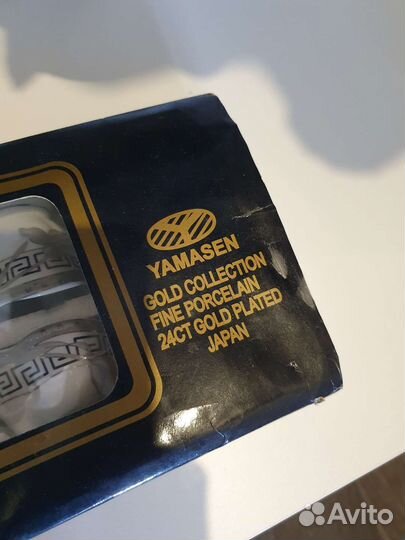 YAMASEN
GOLD COLLECTION
FINE PORCELAIN
24CT GOLD PLATED
JAPAN
Avito